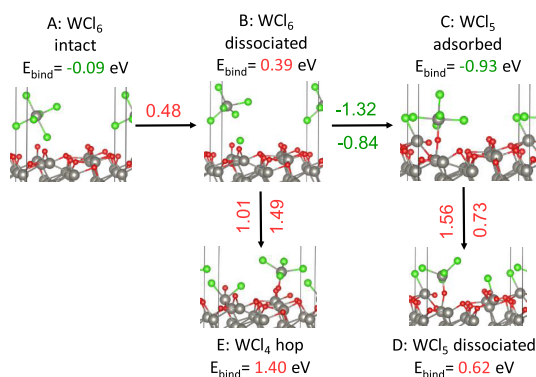 A: WCl6
intact
Ebind= -0.09 eV
B: WCl6
dissociated
Ebind= 0.39 eV
C: WCl5
adsorbed
Ebind= -0.93 eV
0.48
-1.32
-0.84
1.01
1.49
1.56
0.73
E: WCl4 hop
Ebind= 1.40 eV
D: WCl5 dissociated
Ebind= 0.62 eV